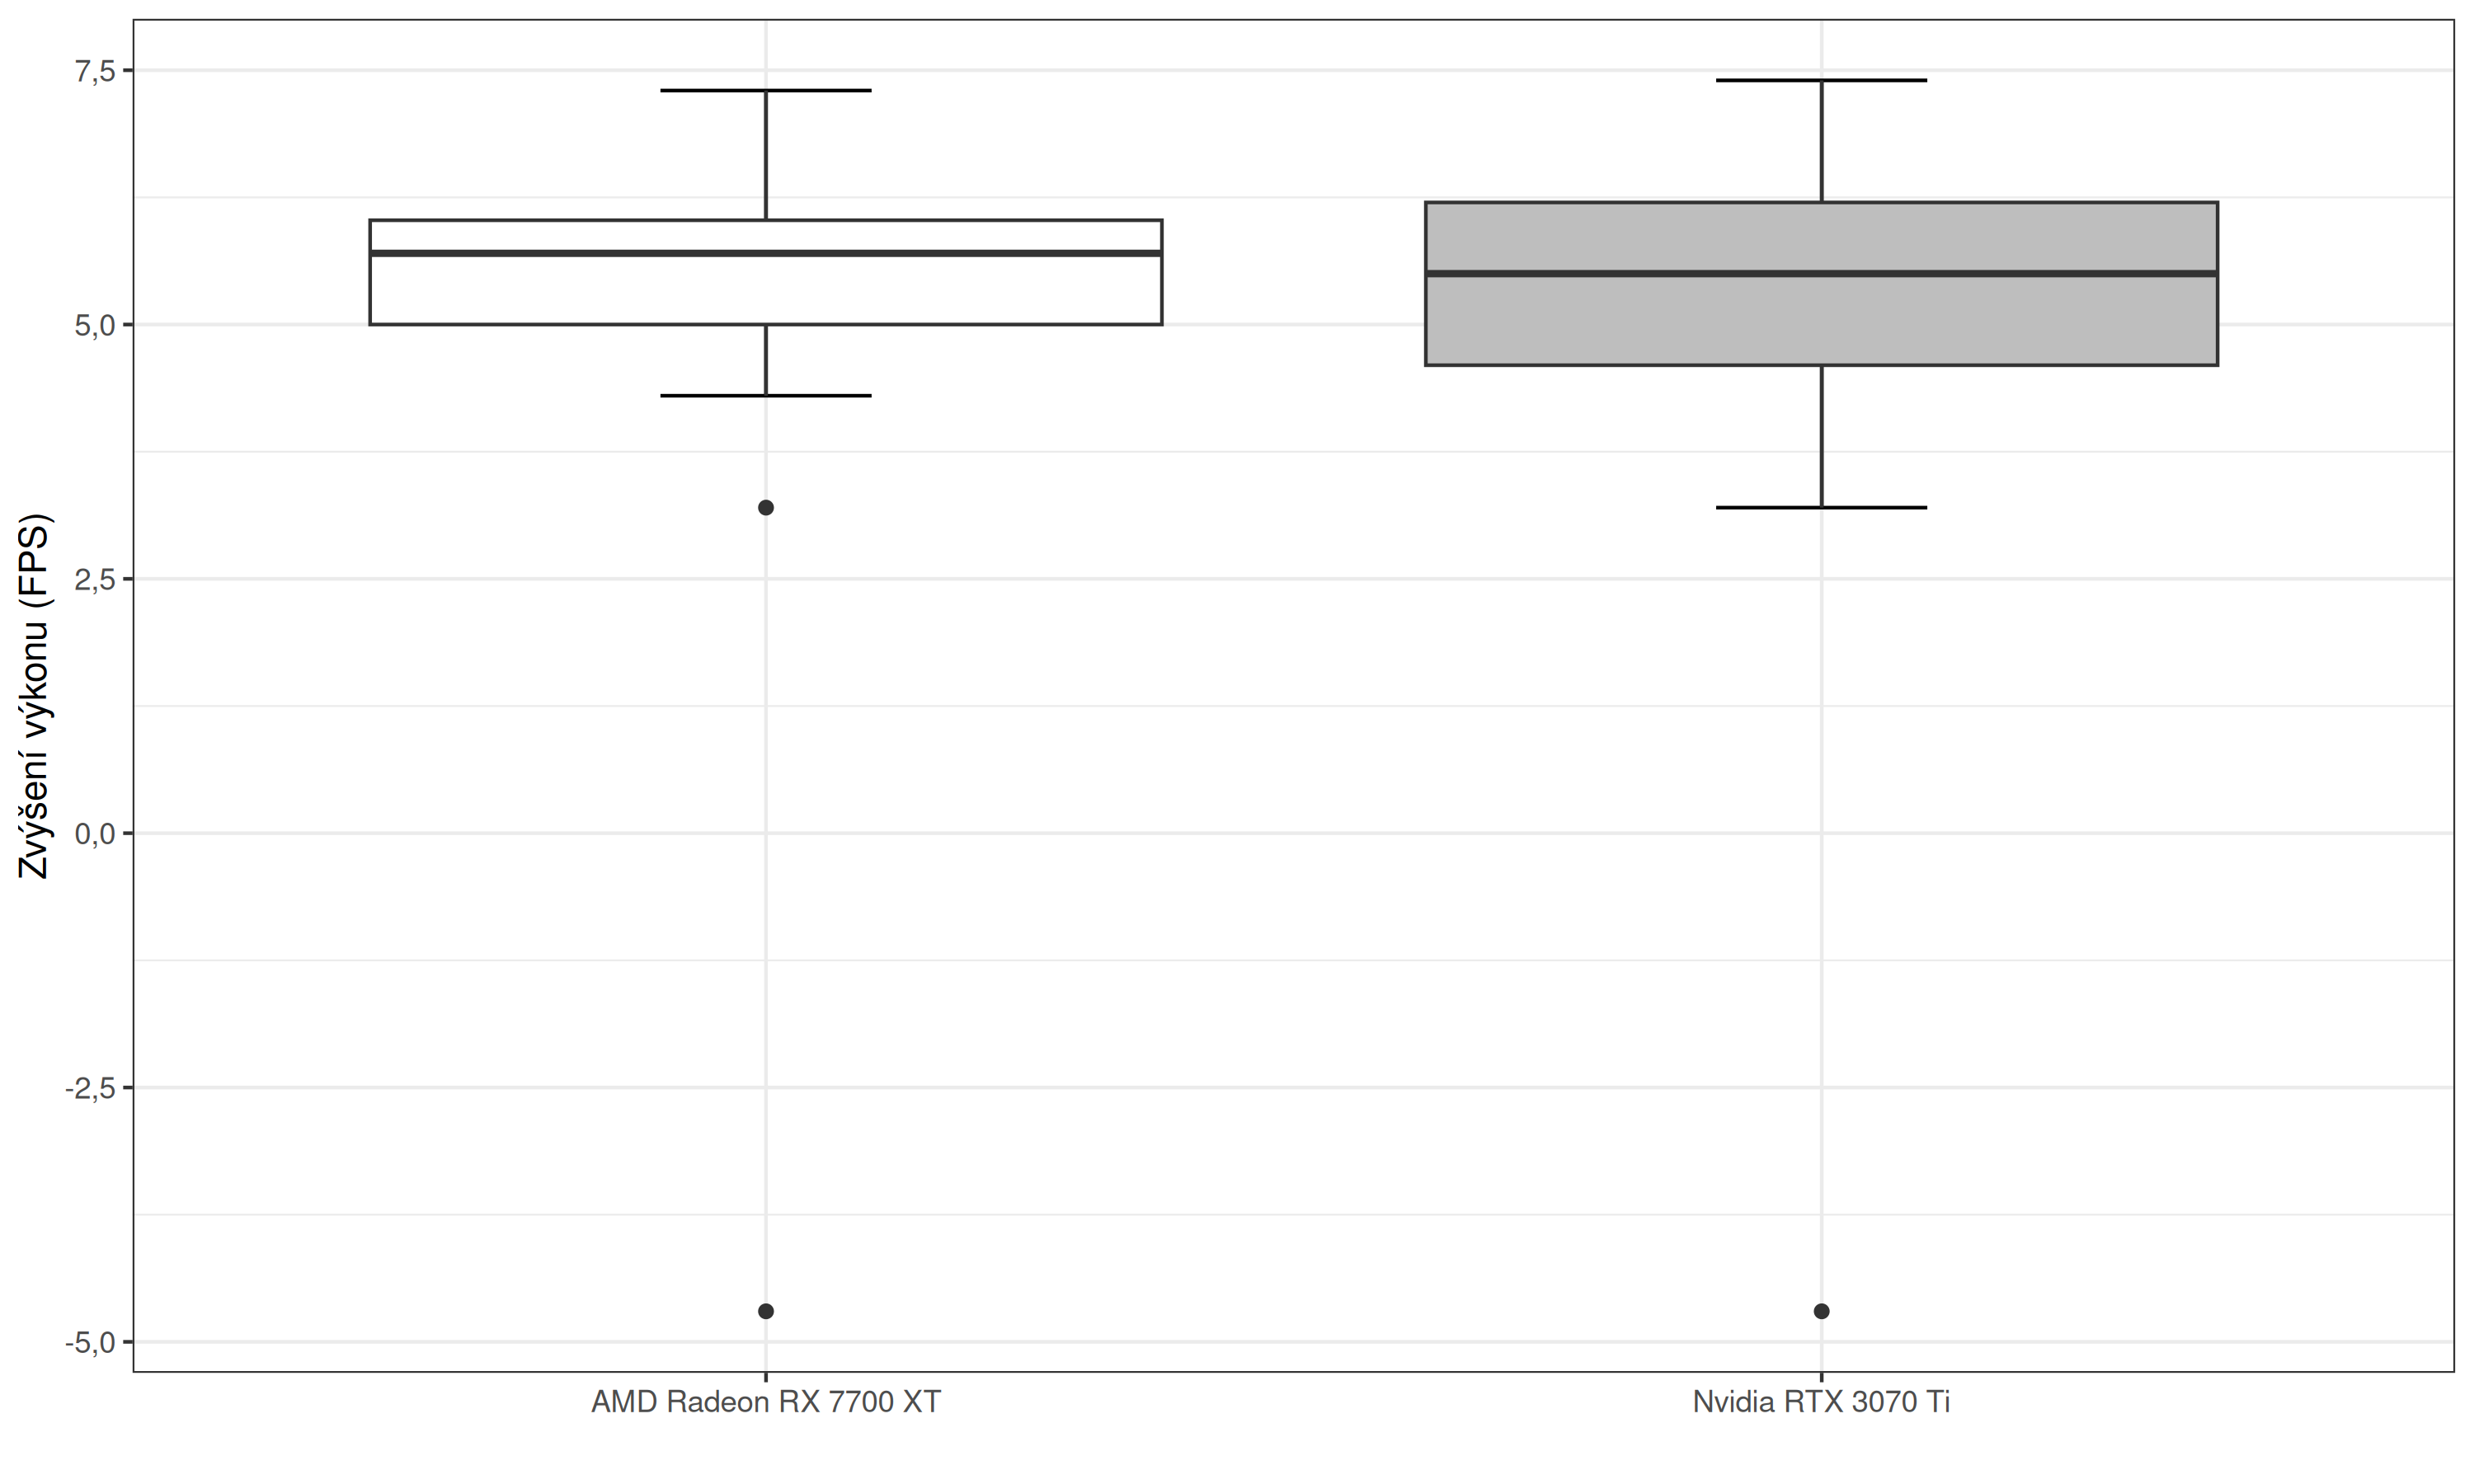 Zvýšení výkonu (FPS)
7,5
5,0
2,5
0,0
-2,5
-5,0
AMD Radeon RX 7700 XT
Nvidia RTX 3070 Ti